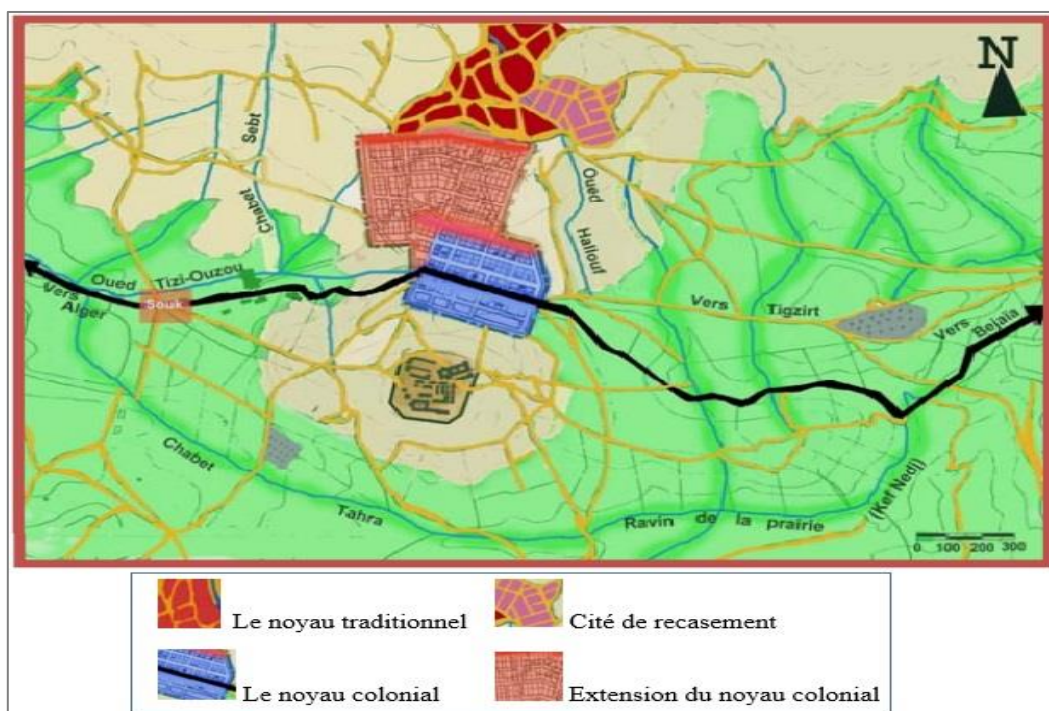 N
Sebt
Chabet
Oued
Hallouf
Oued Tizi-Ouzou
Vers
Alger
Souk
Vers Tigzirt
Vers Bejaia
Chabet
Tahra
Ravin de la prairie
(Kef Nedj)
0 100 200 300
Le noyau traditionnel
Cité de recasement
Le noyau colonial
Extension du noyau colonial